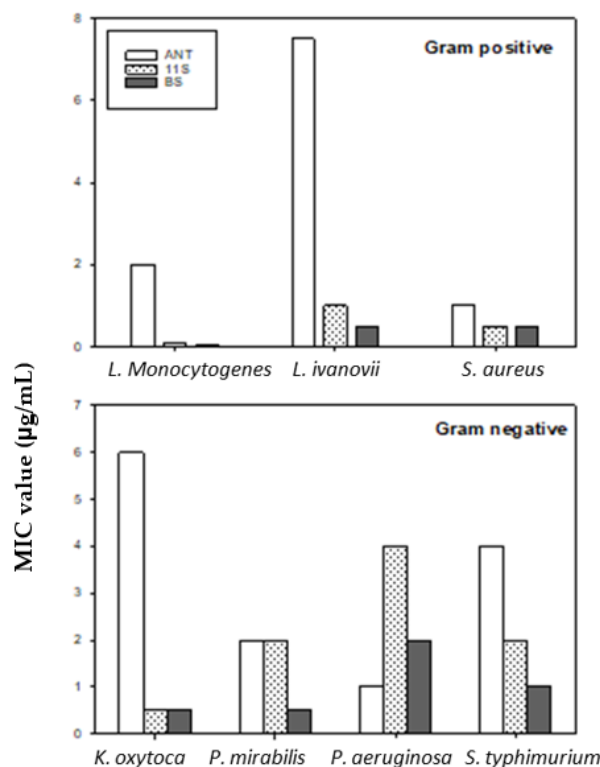 8
6
4
2
0
ANT
11S
BS
Gram positive
L. Monocytogenes L. ivanovii S. aureus
MIC value (µg/mL)
7
6
5
4
3
2
1
0
Gram negative
K. oxytoca P. mirabilis P. aeruginosa S. typhimurium